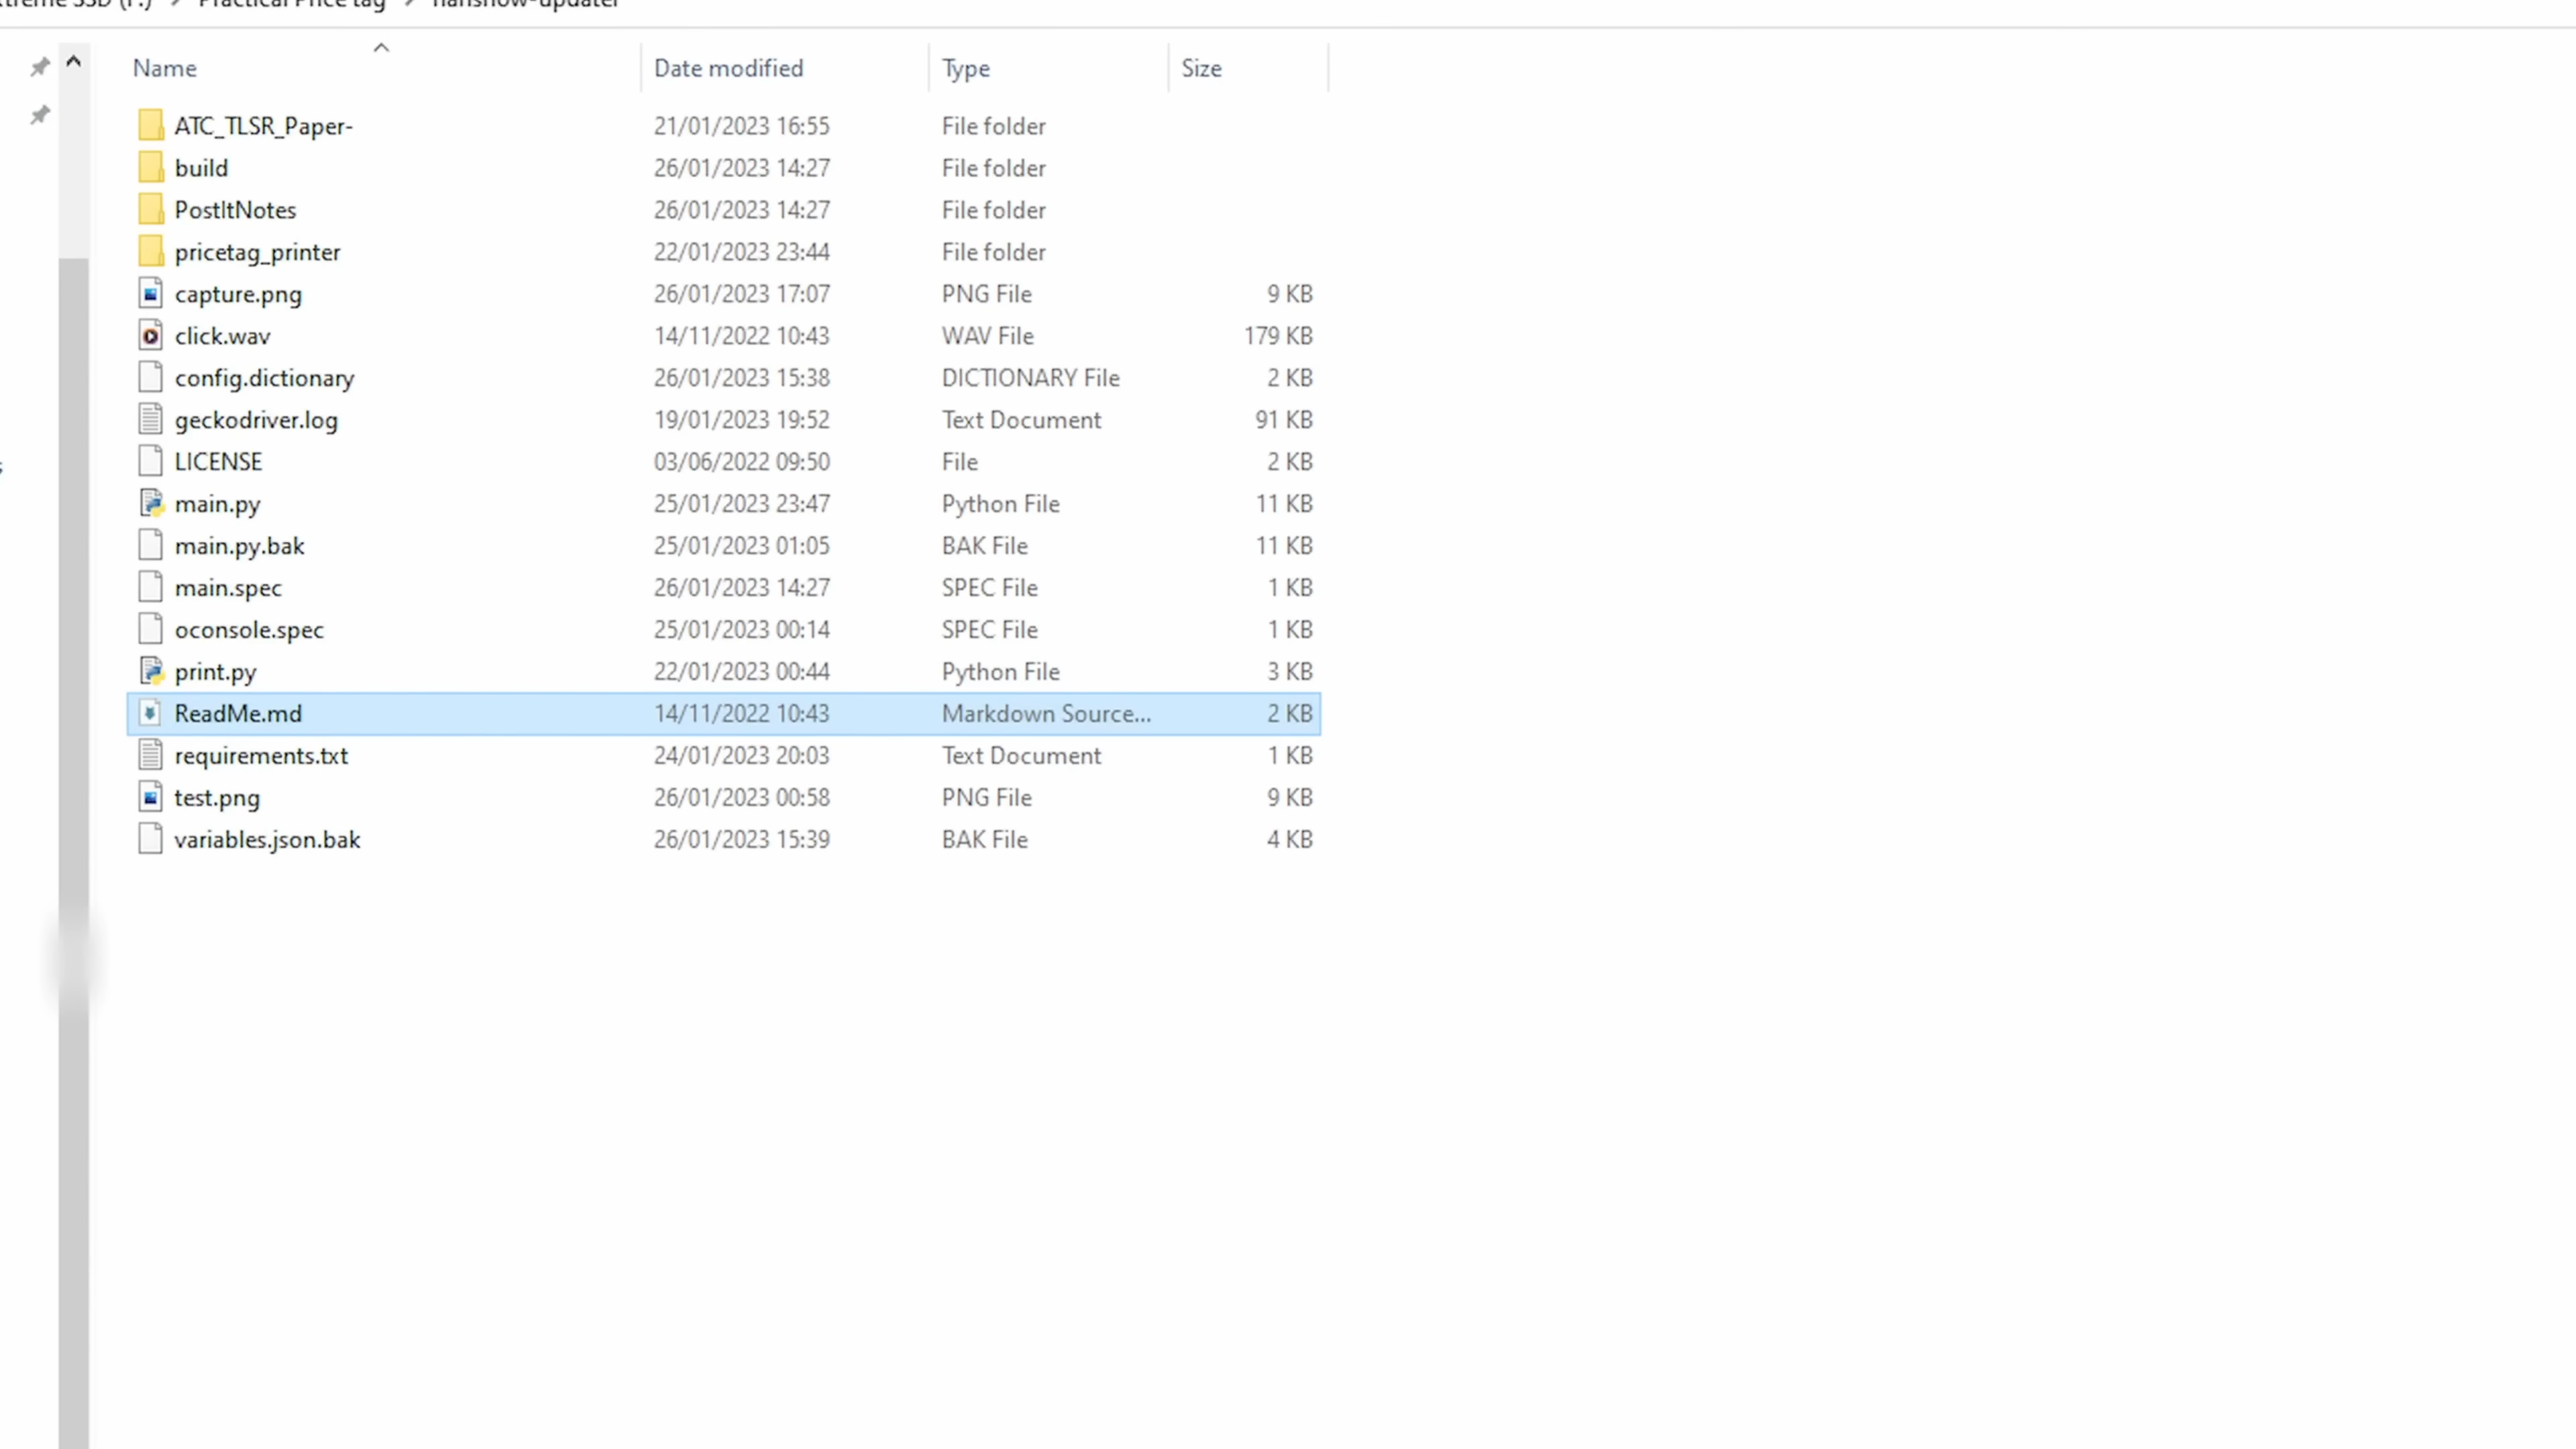 Practical Price tag
Name Date modified Type Size
ATC_TLSR_Paper- 21/01/2023 16:55 File folder
build 26/01/2023 14:27 File folder
PostItNotes 26/01/2023 14:27 File folder
pricetag_printer 22/01/2023 23:44 File folder
capture.png 26/01/2023 17:07 PNG File 9 KB
click.wav 14/11/2022 10:43 WAV File 179 KB
config.dictionary 26/01/2023 15:38 DICTIONARY File 2 KB
geckodriver.log 19/01/2023 19:52 Text Document 91 KB
LICENSE 03/06/2022 09:50 File 2 KB
main.py 25/01/2023 23:47 Python File 11 KB
main.py.bak 25/01/2023 01:05 BAK File 11 KB
main.spec 26/01/2023 14:27 SPEC File 1 KB
oconsole.spec 25/01/2023 00:14 SPEC File 1 KB
print.py 22/01/2023 00:44 Python File 3 KB
ReadMe.md 14/11/2022 10:43 Markdown Source... 2 KB
requirements.txt 24/01/2023 20:03 Text Document 1 KB
test.png 26/01/2023 00:58 PNG File 9 KB
variables.json.bak 26/01/2023 15:39 BAK File 4 KB